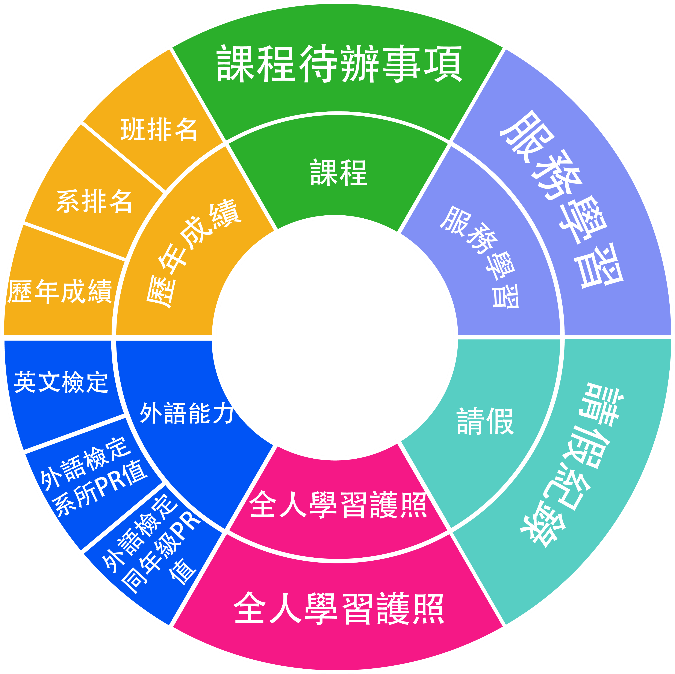 課程待辦事項
課程
服務學習
服務學習
請假紀錄
請假
全人學習護照
全人學習護照
外語能力
外語檢定
同年級PR
值
外語檢定
系所PR值
英文檢定
歷年成績
歷年成績
系排名
班排名